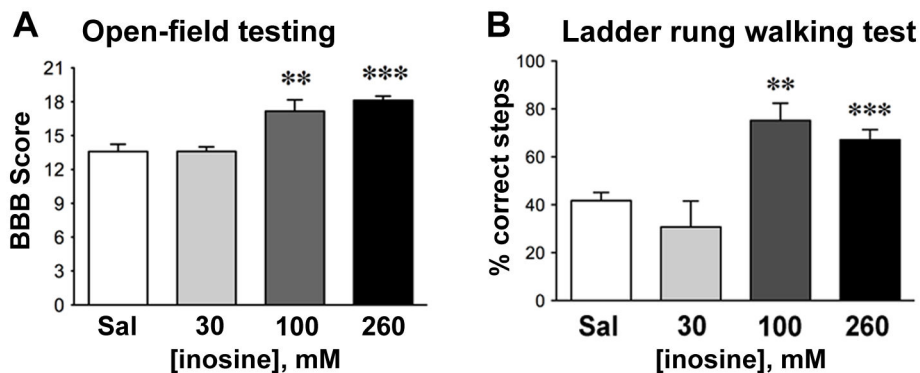 A Open-field testing
BBB Score
21
18
15
12
9
6
3
0
** ***
Sal 30 100 260
[inosine], mM
B Ladder rung walking test
% correct steps
100
80
60
40
20
0
** ***
Sal 30 100 260
[inosine], mM